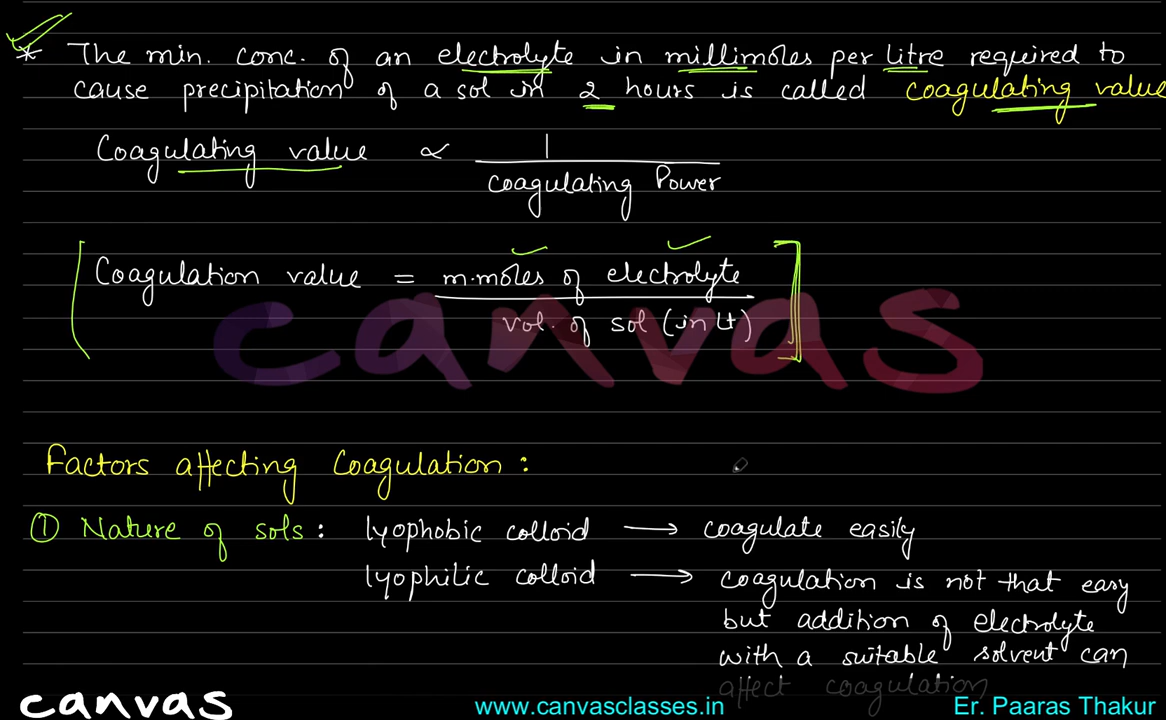 * The min. conc. of an electrolyte in millimoles per litre required to
cause precipitation of a sol in 2 hours is called coagulating value
Coagulating value ∝ 1 / coagulating Power
Coagulation value = m.moles of electrolyte / vol. of sol (in lt)
canvas
Factors affecting Coagulation :
① Nature of sols : lyophobic colloid → coagulate easily
lyophilic colloid → coagulation is not that easy
but addition of electrolyte
with a suitable solvent can
affect coagulation
canvas www.canvasclasses.in Er. Paaras Thakur